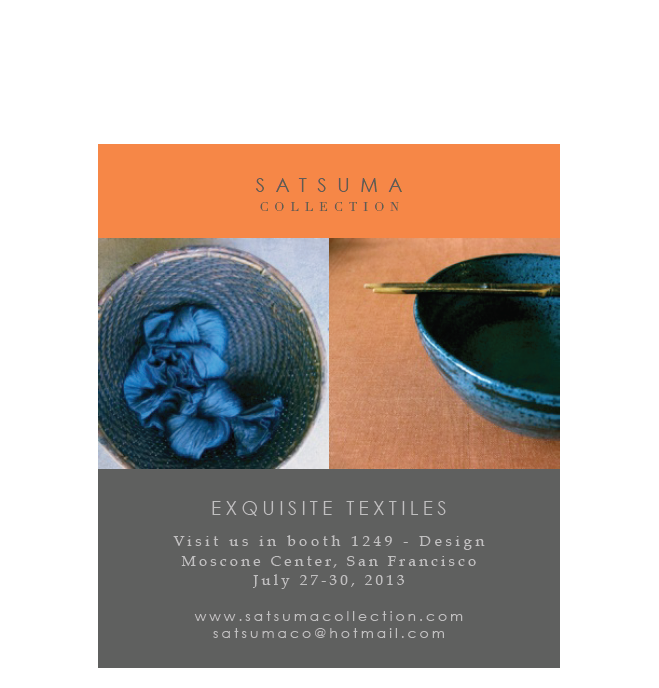 SATSUMA
COLLECTION
EXQUISITE TEXTILES
Visit us in booth 1249 - Design
Moscone Center, San Francisco
July 27-30, 2013
www.satsumacollection.com
satsumaco@hotmail.com